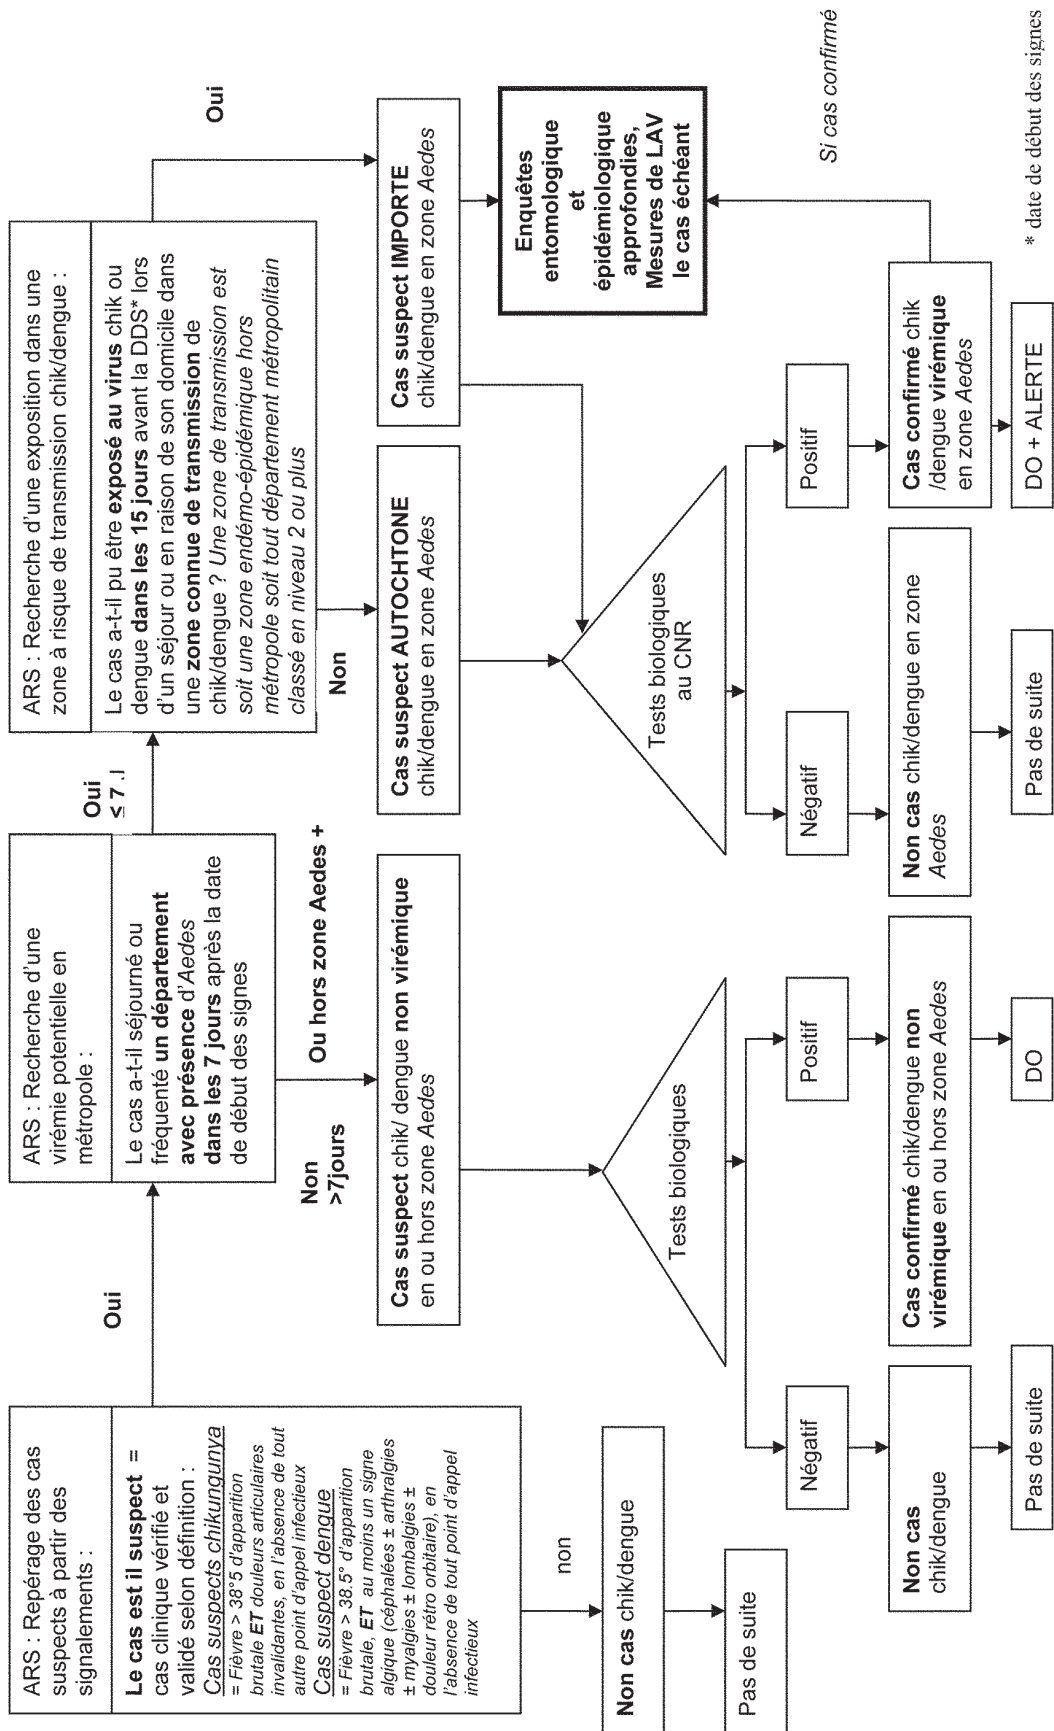 ARS : Repérage des cas
suspects à partir des
signalements :
Le cas est il suspect =
cas clinique vérifié et
validé selon définition :
Cas suspects chikungunya
= Fièvre > 38°5 d'apparition
brutale ET douleurs articulaires
invalidantes, en l'absence de tout
autre point d'appel infectieux
Cas suspect dengue
= Fièvre > 38.5° d'apparition
brutale, ET au moins un signe
algique (céphalées ± arthralgies
± myalgies ± lombalgies ±
douleur rétro orbitaire), en
l'absence de tout point d'appel
infectieux
Oui
non
Non cas chik/dengue
Pas de suite
ARS : Recherche d'une
virémie potentielle en
métropole :
Le cas a-t-il séjourné ou
fréquenté un département
avec présence d'Aedes
dans les 7 jours après la date
de début des signes
Oui
≤ 7 J
Non
>7jours
Ou hors zone Aedes +
Cas suspect chik/ dengue non virémique
en ou hors zone Aedes
Tests biologiques
Négatif
Positif
Non cas
chik/dengue
Cas confirmé chik/dengue non
virémique en ou hors zone Aedes
Pas de suite
DO
ARS : Recherche d'une exposition dans une
zone à risque de transmission chik/dengue :
Le cas a-t-il pu être exposé au virus chik ou
dengue dans les 15 jours avant la DDS* lors
d'un séjour ou en raison de son domicile dans
une zone connue de transmission de
chik/dengue ? Une zone de transmission est
soit une zone endémo-épidémique hors
métropole soit tout département métropolitain
classé en niveau 2 ou plus
Oui
Non
Cas suspect AUTOCHTONE
chik/dengue en zone Aedes
Cas suspect IMPORTE
chik/dengue en zone Aedes
Enquêtes
entomologique
et
épidémiologique
approfondies,
Mesures de LAV
le cas échéant
Tests biologiques
au CNR
Négatif
Positif
Si cas confirmé
Non cas chik/dengue en zone
Aedes
Cas confirmé chik
/dengue virémique
en zone Aedes
Pas de suite
DO + ALERTE
* date de début des signes